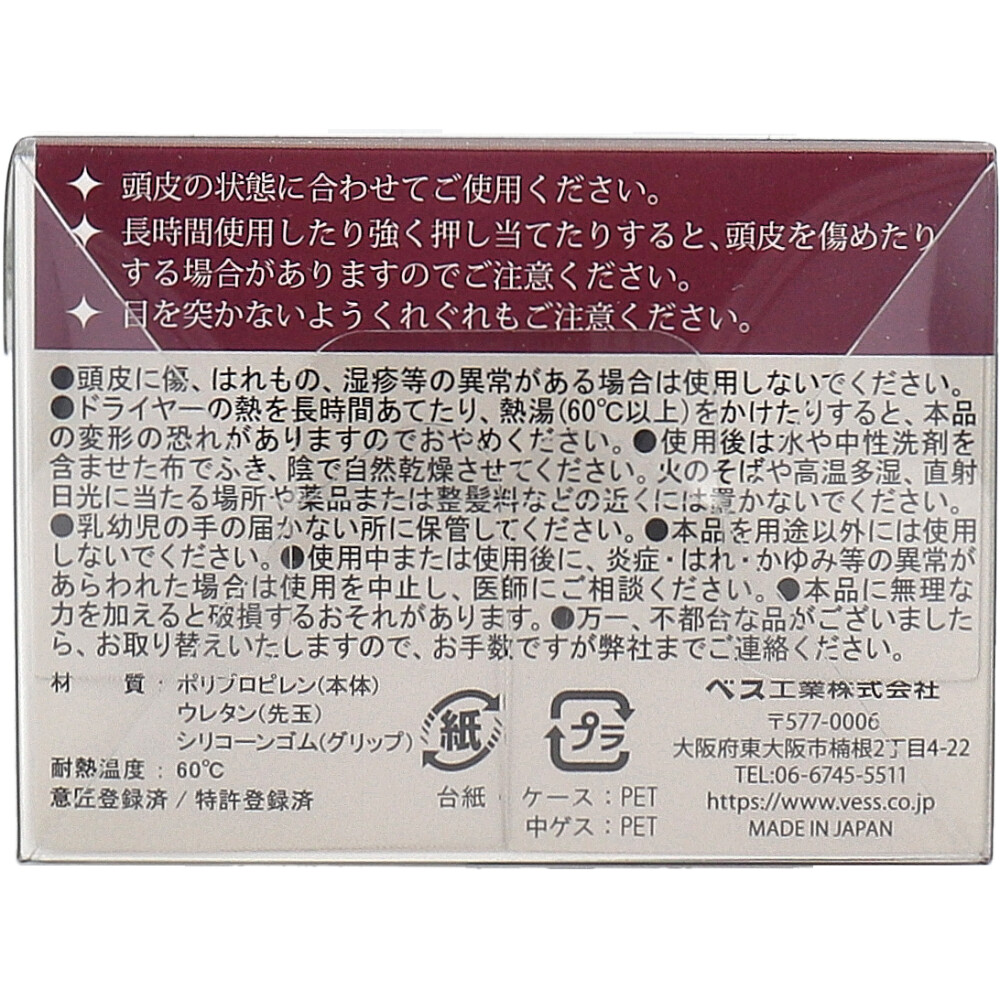 頭皮の状態に合わせてご使用ください。
長時間使用したり強く押し当てたりすると、頭皮を傷めたり
する場合がありますのでご注意ください。
目を突かないようくれぐれもご注意ください。
●頭皮に傷、はれもの、湿疹等の異常がある場合は使用しないでください。
●ドライヤーの熱を長時間あてたり、熱湯(60℃以上)をかけたりすると、本品
の変形の恐れがありますのでおやめください。●使用後は水や中性洗剤を
含ませた布でふき、陰で自然乾燥させてください。火のそばや高温多湿、直射
日光に当たる場所や薬品または整髪料などの近くには置かないでください。
●乳幼児の手の届かない所に保管してください。●本品を用途以外には使用
しないでください。●使用中または使用後に、炎症・はれ・かゆみ等の異常が
あらわれた場合は使用を中止し、医師にご相談ください。●本品に無理な
力を加えると破損するおそれがあります。●万一、不都合な品がございました
ら、お取り替えいたしますので、お手数ですが弊社までご連絡ください。
材 質：ポリプロピレン(本体)
ウレタン(先玉)
シリコーンゴム(グリップ)
耐熱温度：60℃
意匠登録済 / 特許登録済
紙
台紙
プラ
ケース：PET
中ゲス：PET
ベス工業株式会社
〒577-0006
大阪府東大阪市楠根2丁目4-22
TEL:06-6745-5511
https://www.vess.co.jp
MADE IN JAPAN